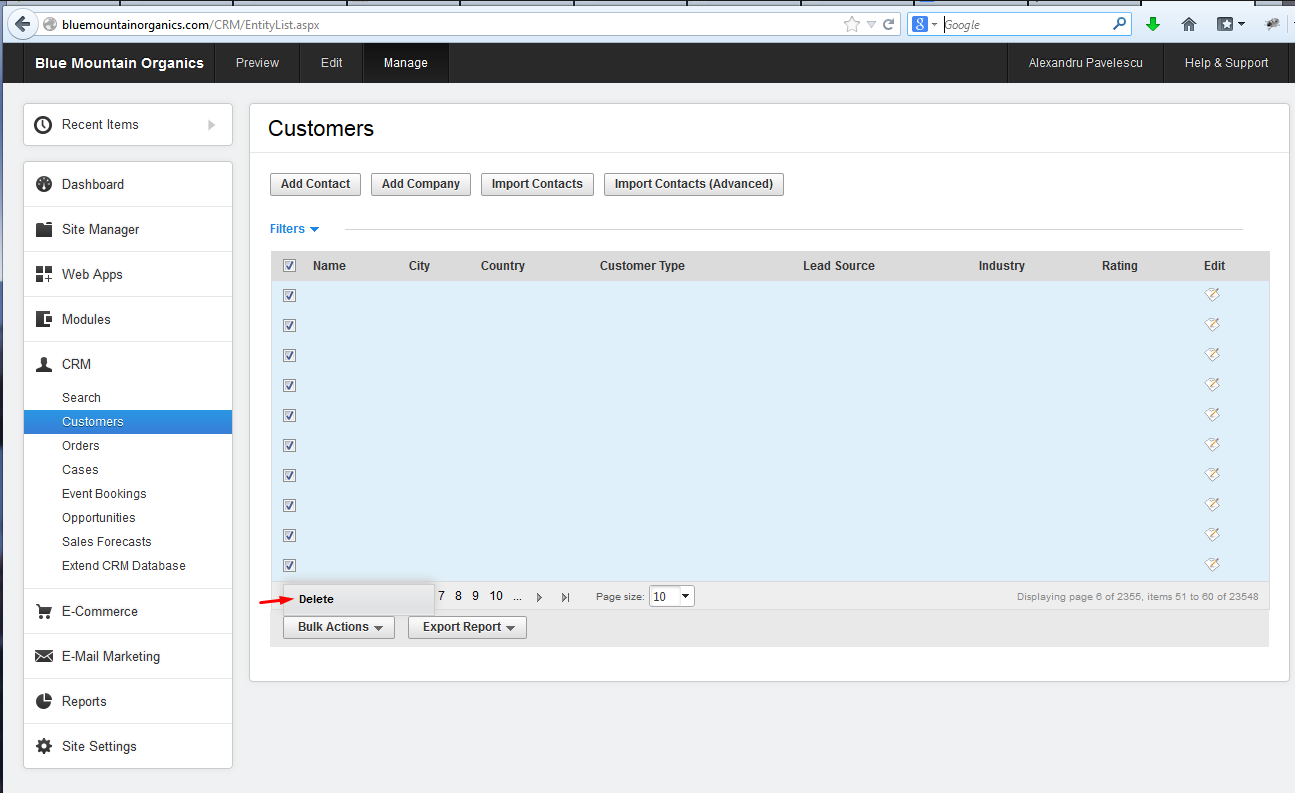 bluemountainorganics.com/CRM/EntityList.aspx
8
Google
Blue Mountain Organics Preview Edit Manage Alexandru Pavelescu Help & Support
Recent Items
Dashboard
Site Manager
Web Apps
Modules
CRM
Search
Customers
Orders
Cases
Event Bookings
Opportunities
Sales Forecasts
Extend CRM Database
E-Commerce
E-Mail Marketing
Reports
Site Settings
Customers
Add Contact Add Company Import Contacts Import Contacts (Advanced)
Filters
Name City Country Customer Type Lead Source Industry Rating Edit
Delete 7 8 9 10 ... Page size: 10 Displaying page 6 of 2355, items 51 to 60 of 23548
Bulk Actions Export Report